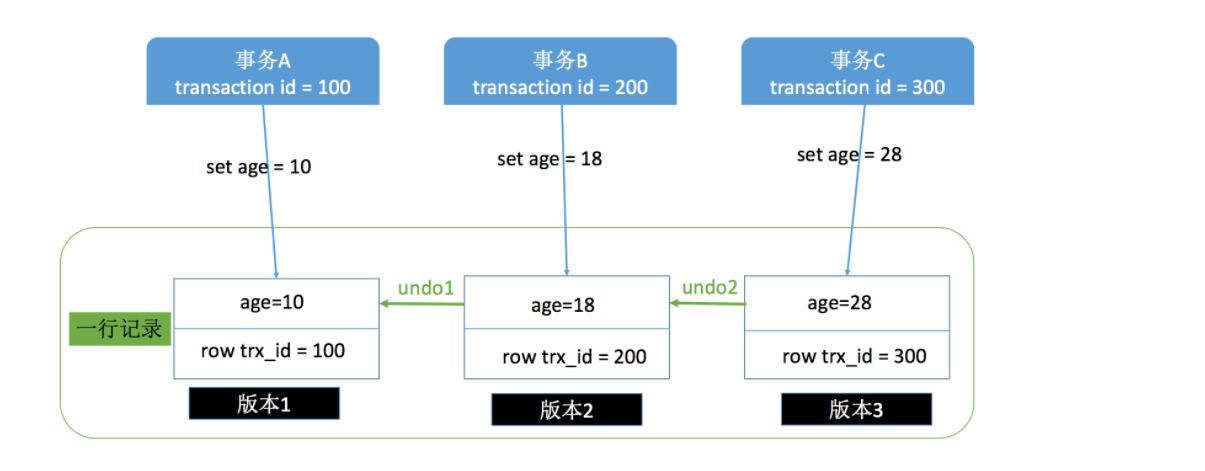 事务A
transaction id = 100
事务B
transaction id = 200
事务C
transaction id = 300
set age = 10
set age = 18
set age = 28
undo1
undo2
age=10
age=18
age=28
一行记录
row trx_id = 100
row trx_id = 200
row trx_id = 300
版本1
版本2
版本3